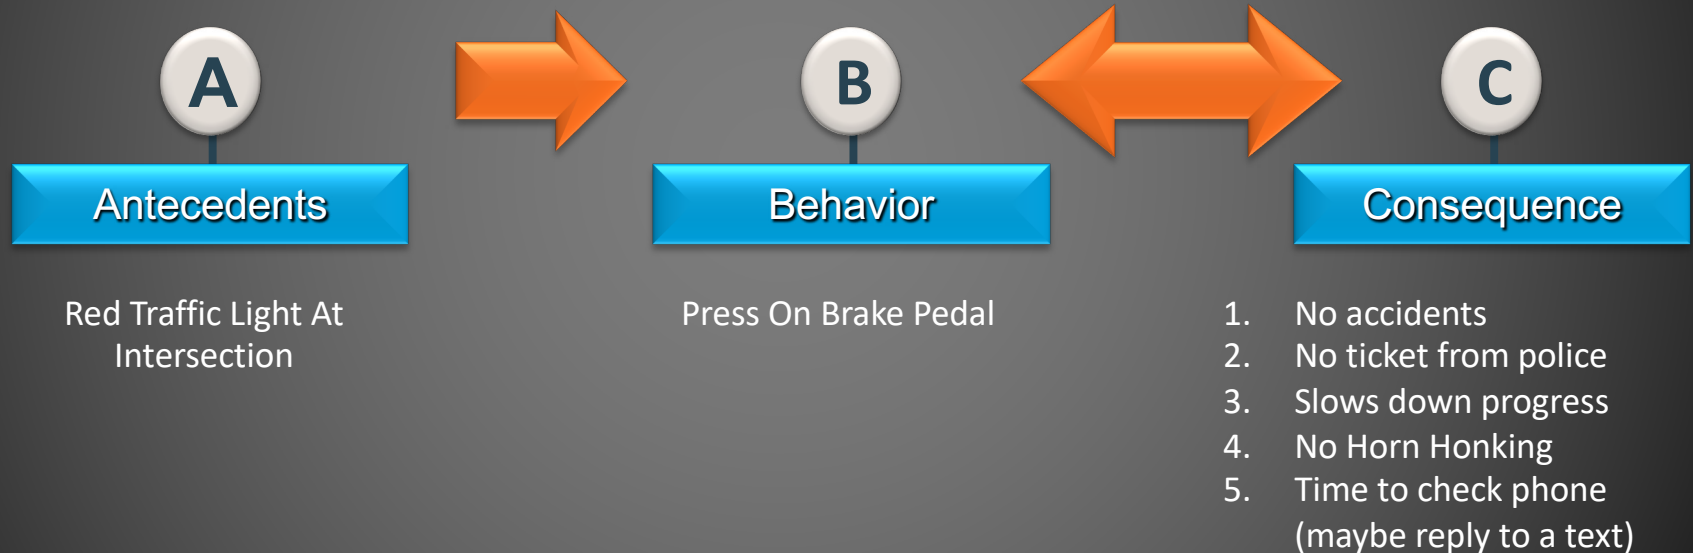 A
B
C
Antecedents
Behavior
Consequence
Red Traffic Light At
Intersection
Press On Brake Pedal
1. No accidents
2. No ticket from police
3. Slows down progress
4. No Horn Honking
5. Time to check phone
(maybe reply to a text)